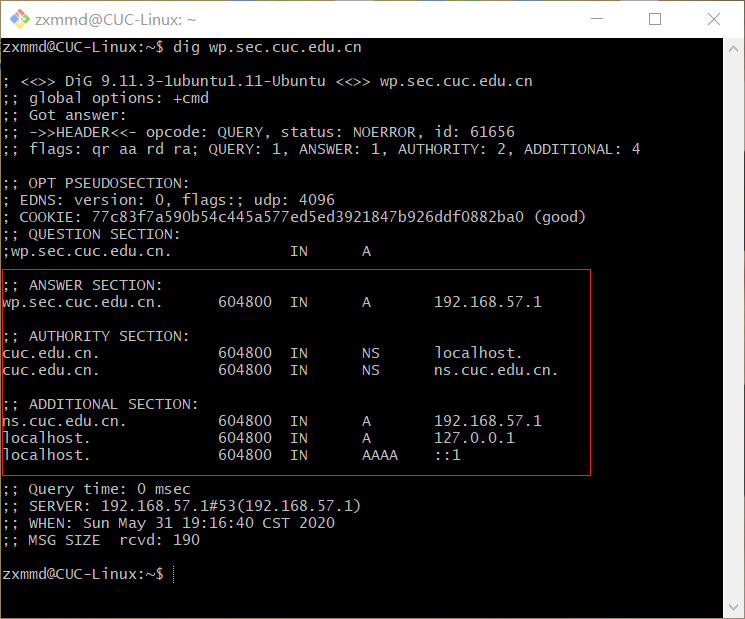 zxmmd@CUC-Linux: ~
zxmmd@CUC-Linux:~$ dig wp.sec.cuc.edu.cn

; <<>> DiG 9.11.3-1ubuntu1.11-Ubuntu <<>> wp.sec.cuc.edu.cn
;; global options: +cmd
;; Got answer:
;; ->>HEADER<<- opcode: QUERY, status: NOERROR, id: 61656
;; flags: qr aa rd ra; QUERY: 1, ANSWER: 1, AUTHORITY: 2, ADDITIONAL: 4

;; OPT PSEUDOSECTION:
; EDNS: version: 0, flags:; udp: 4096
; COOKIE: 77c83f7a590b54c445a577ed5ed3921847b926ddf0882ba0 (good)
;; QUESTION SECTION:
;wp.sec.cuc.edu.cn. IN A

;; ANSWER SECTION:
wp.sec.cuc.edu.cn. 604800 IN A 192.168.57.1

;; AUTHORITY SECTION:
cuc.edu.cn. 604800 IN NS localhost.
cuc.edu.cn. 604800 IN NS ns.cuc.edu.cn.

;; ADDITIONAL SECTION:
ns.cuc.edu.cn. 604800 IN A 192.168.57.1
localhost. 604800 IN A 127.0.0.1
localhost. 604800 IN AAAA ::1

;; Query time: 0 msec
;; SERVER: 192.168.57.1#53(192.168.57.1)
;; WHEN: Sun May 31 19:16:40 CST 2020
;; MSG SIZE rcvd: 190

zxmmd@CUC-Linux:~$